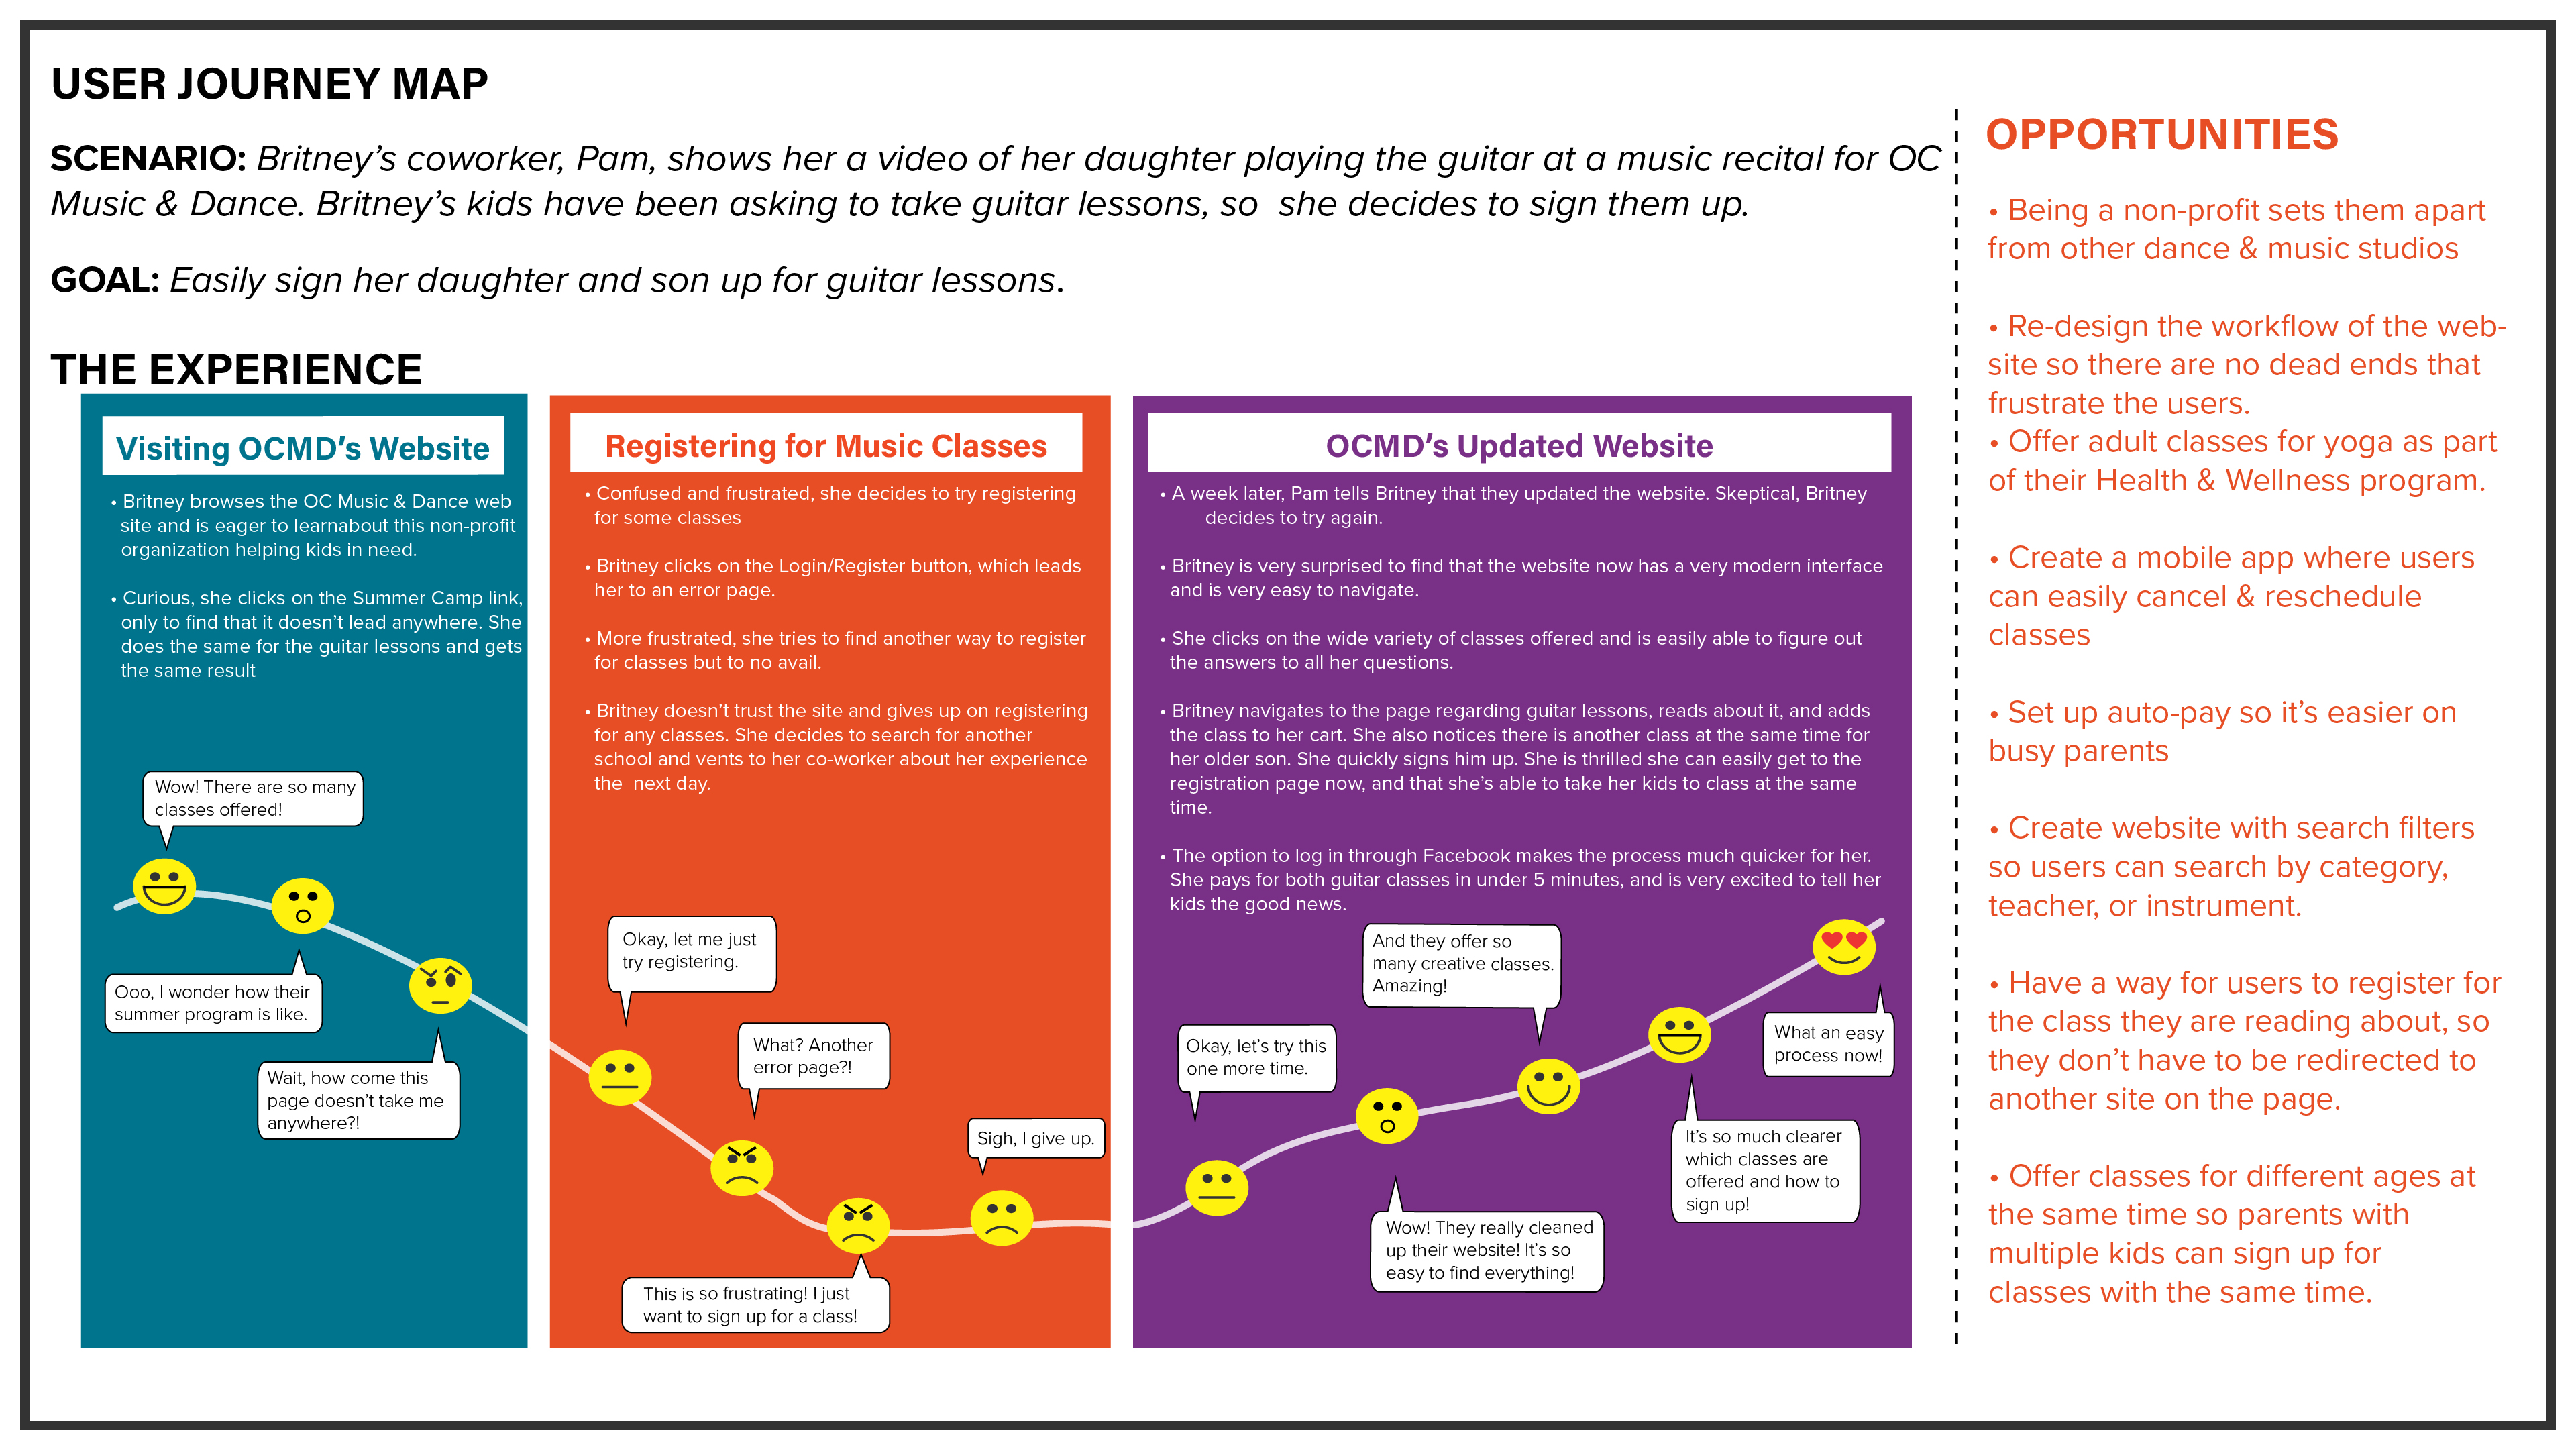 USER JOURNEY MAP
SCENARIO: Britney’s coworker, Pam, shows her a video of her daughter playing the guitar at a music recital for OC
Music & Dance. Britney’s kids have been asking to take guitar lessons, so  she decides to sign them up.
GOAL: Easily sign her daughter and son up for guitar lessons.
THE EXPERIENCE
Visiting OCMD’s Website
• Britney browses the OC Music & Dance web
site and is eager to learnabout this non-profit
organization helping kids in need.
• Curious, she clicks on the Summer Camp link,
only to find that it doesn’t lead anywhere. She
does the same for the guitar lessons and gets
the same result
Wow! There are so many
classes offered!
Ooo, I wonder how their
summer program is like.
Wait, how come this
page doesn’t take me
anywhere?!
Registering for Music Classes
• Confused and frustrated, she decides to try registering
for some classes
• Britney clicks on the Login/Register button, which leads
her to an error page.
• More frustrated, she tries to find another way to register
for classes but to no avail.
• Britney doesn’t trust the site and gives up on registering
for any classes. She decides to search for another
school and vents to her co-worker about her experience
the  next day.
Okay, let me just
try registering.
What? Another
error page?!
This is so frustrating! I just
want to sign up for a class!
Sigh, I give up.
OCMD’s Updated Website
• A week later, Pam tells Britney that they updated the website. Skeptical, Britney
decides to try again.
• Britney is very surprised to find that the website now has a very modern interface
and is very easy to navigate.
• She clicks on the wide variety of classes offered and is easily able to figure out
the answers to all her questions.
• Britney navigates to the page regarding guitar lessons, reads about it, and adds
the class to her cart. She also notices there is another class at the same time for
her older son. She quickly signs him up. She is thrilled she can easily get to the
registration page now, and that she’s able to take her kids to class at the same
time.
• The option to log in through Facebook makes the process much quicker for her.
She pays for both guitar classes in under 5 minutes, and is very excited to tell her
kids the good news.
Okay, let’s try this
one more time.
Wow! They really cleaned
up their website! It’s so
easy to find everything!
And they offer so
many creative classes.
Amazing!
It’s so much clearer
which classes are
offered and how to
sign up!
What an easy
process now!
OPPORTUNITIES
• Being a non-profit sets them apart
from other dance & music studios
• Re-design the workflow of the web-
site so there are no dead ends that
frustrate the users.
• Offer adult classes for yoga as part
of their Health & Wellness program.
• Create a mobile app where users
can easily cancel & reschedule
classes
• Set up auto-pay so it’s easier on
busy parents
• Create website with search filters
so users can search by category,
teacher, or instrument.
• Have a way for users to register for
the class they are reading about, so
they don’t have to be redirected to
another site on the page.
• Offer classes for different ages at
the same time so parents with
multiple kids can sign up for
classes with the same time.